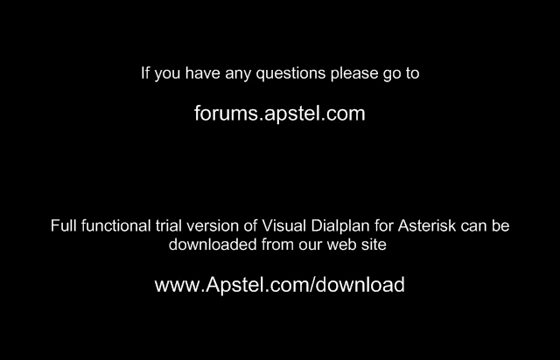 If you have any questions please go to
forums.apstel.com
Full functional trial version of Visual Dialplan for Asterisk can be
downloaded from our web site
www.Apstel.com/download